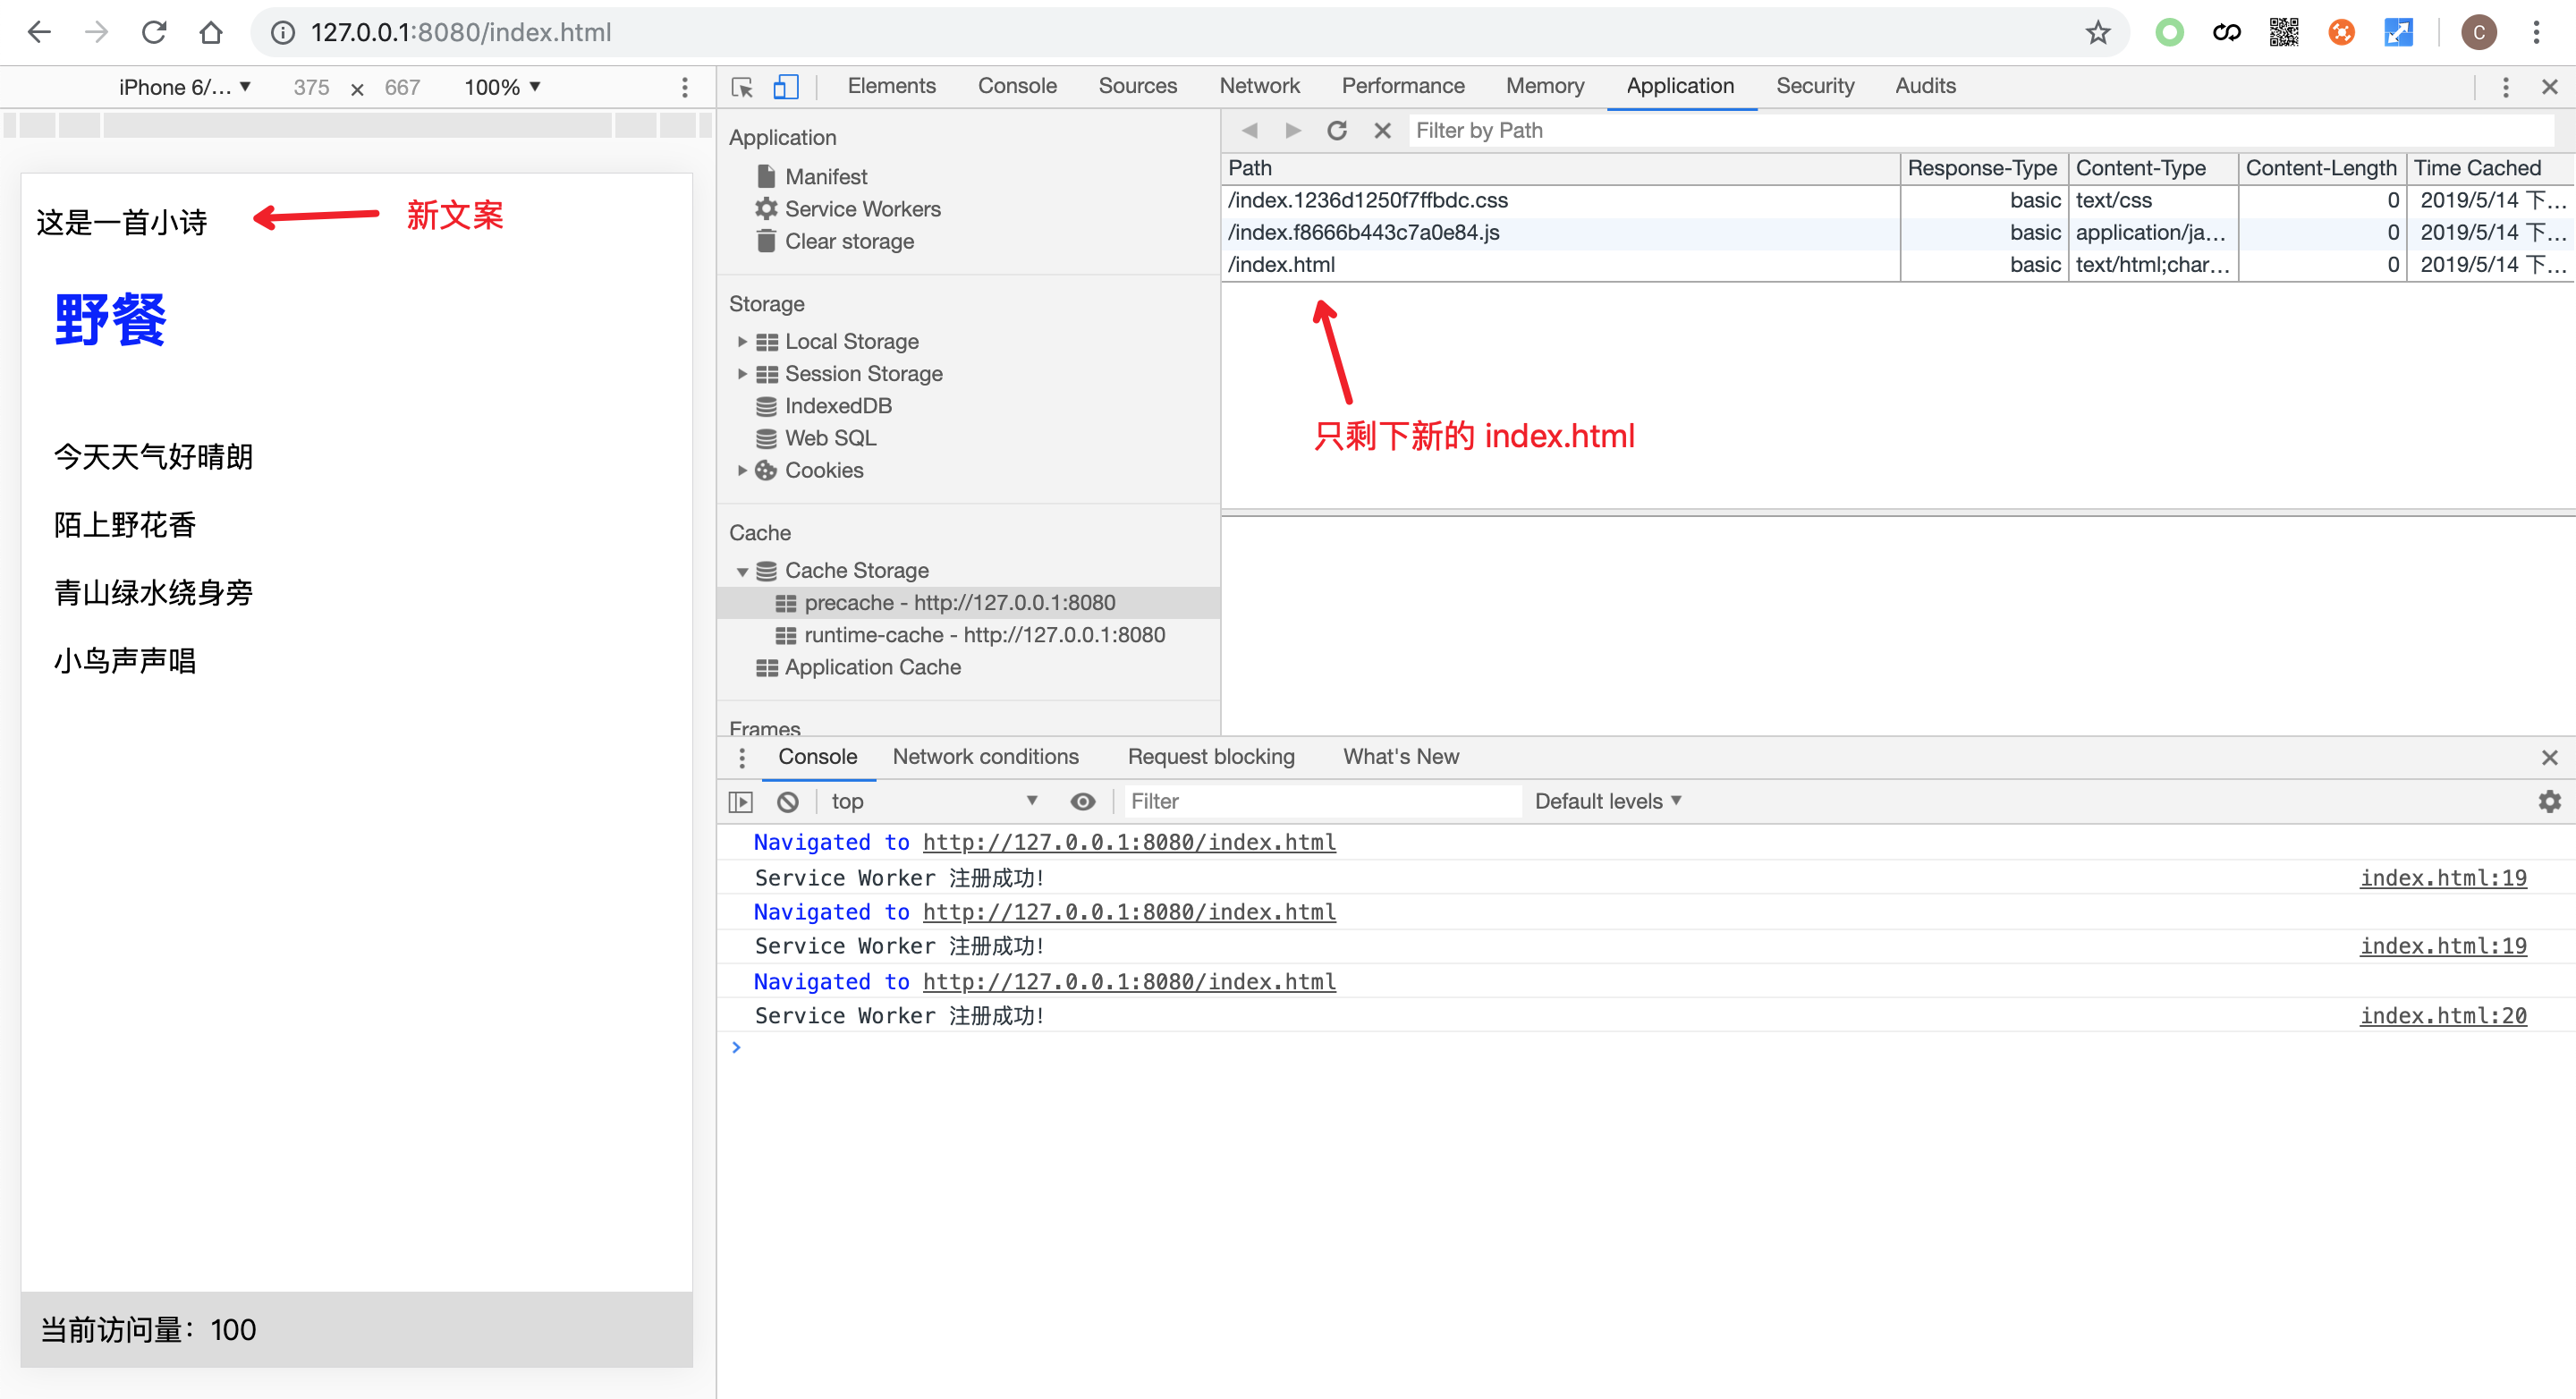 127.0.0.1:8080/index.html
C
iPhone 6/... ▼ 375 × 667 100% ▼
Elements Console Sources Network Performance Memory Application Security Audits
这是一首小诗
新文案
野餐
今天天气好晴朗
陌上野花香
青山绿水绕身旁
小鸟声声唱
当前访问量：100
Application
Manifest
Service Workers
Clear storage
Storage
Local Storage
Session Storage
IndexedDB
Web SQL
Cookies
Cache
Cache Storage
precache - http://127.0.0.1:8080
runtime-cache - http://127.0.0.1:8080
Application Cache
Frames
Filter by Path
Path Response-Type Content-Type Content-Length Time Cached
/index.1236d1250f7ffbdc.css basic text/css 0 2019/5/14 下...
/index.f8666b443c7a0e84.js basic application/ja... 0 2019/5/14 下...
/index.html basic text/html;char... 0 2019/5/14 下...
只剩下新的 index.html
Console Network conditions Request blocking What's New
top ▼ Filter Default levels ▼
Navigated to http://127.0.0.1:8080/index.html
Service Worker 注册成功! index.html:19
Navigated to http://127.0.0.1:8080/index.html
Service Worker 注册成功! index.html:19
Navigated to http://127.0.0.1:8080/index.html
Service Worker 注册成功! index.html:20